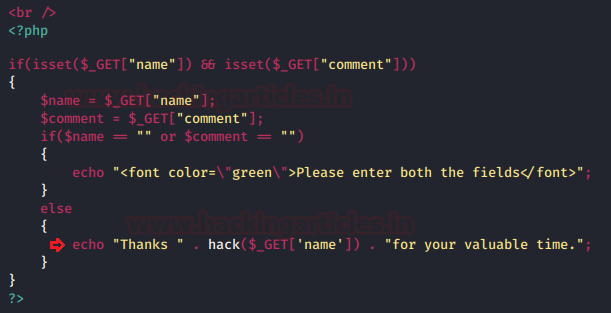 <br />
<?php
if(isset($_GET["name"]) && isset($_GET["comment"]))
{
www.hackingarticles.in
    $name = $_GET["name"];
    $comment = $_GET["comment"];
    if($name == "" or $comment == "")
    {
        echo "<font color=\"green\">Please enter both the fields</font>";
    }
    else
www.hackingarticles.in
    {
        echo "Thanks " . hack($_GET['name']) . "for your valuable time.";
    }
}
?>